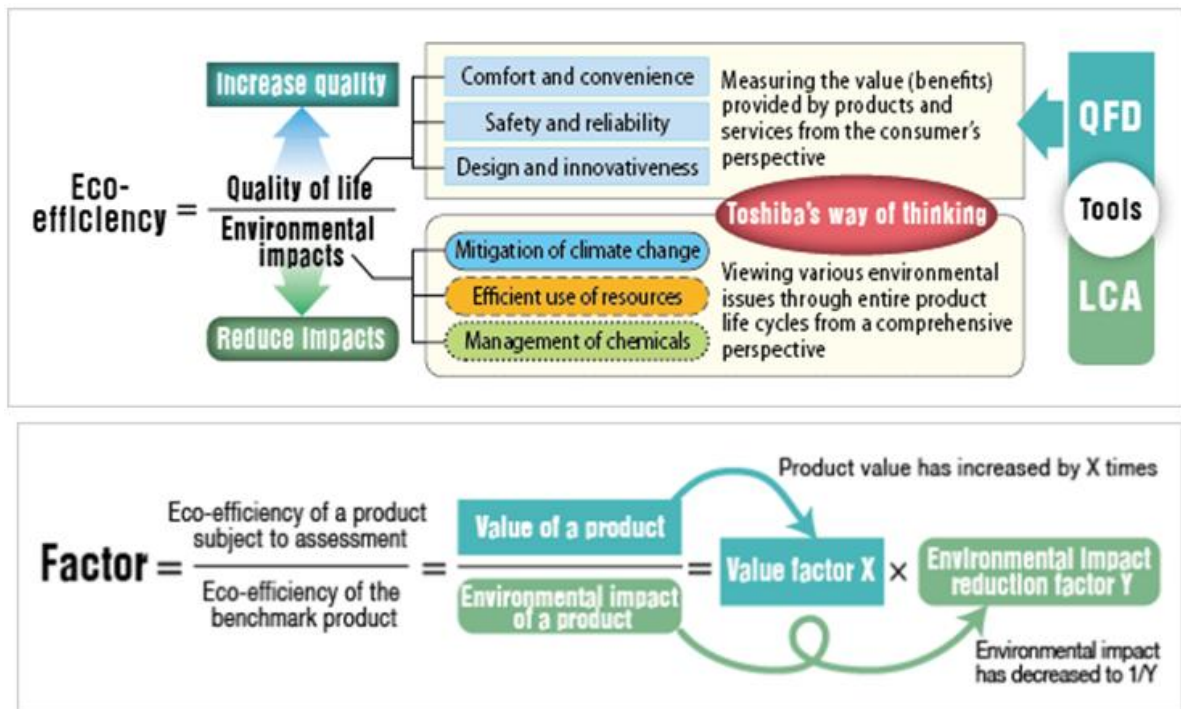 Increase quality
Eco-
efficiency
=
Quality of life
Environmental
impacts
Reduce impacts
Comfort and convenience
Safety and reliability
Design and innovativeness
Measuring the value (benefits)
provided by products and
services from the consumer's
perspective
Toshiba's way of thinking
Mitigation of climate change
Efficient use of resources
Management of chemicals
Viewing various environmental
issues through entire product
life cycles from a comprehensive
perspective
QFD
Tools
LCA
Product value has increased by X times
Factor =
Eco-efficiency of a product
subject to assessment
Eco-efficiency of the
benchmark product
=
Value of a product
Environmental impact
of a product
=
Value factor X
×
Environmental impact
reduction factor Y
Environmental impact
has decreased to 1/Y